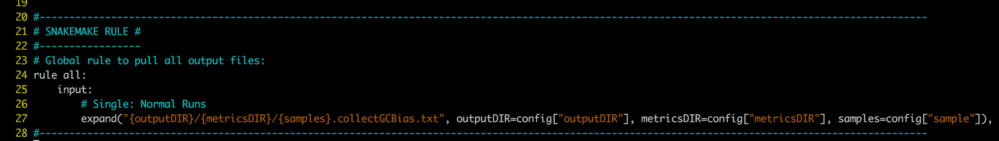 19
20 #------------------------------------------------------------------------------------------------------------------------------------------------------
21 # SNAKEMAKE RULE #
22 #-----------------
23 # Global rule to pull all output files:
24 rule all:
25     input:
26         # Single: Normal Runs
27         expand("{outputDIR}/{metricsDIR}/{samples}.collectGCBias.txt", outputDIR=config["outputDIR"], metricsDIR=config["metricsDIR"], samples=config["sample"]),
28 #------------------------------------------------------------------------------------------------------------------------------------------------------